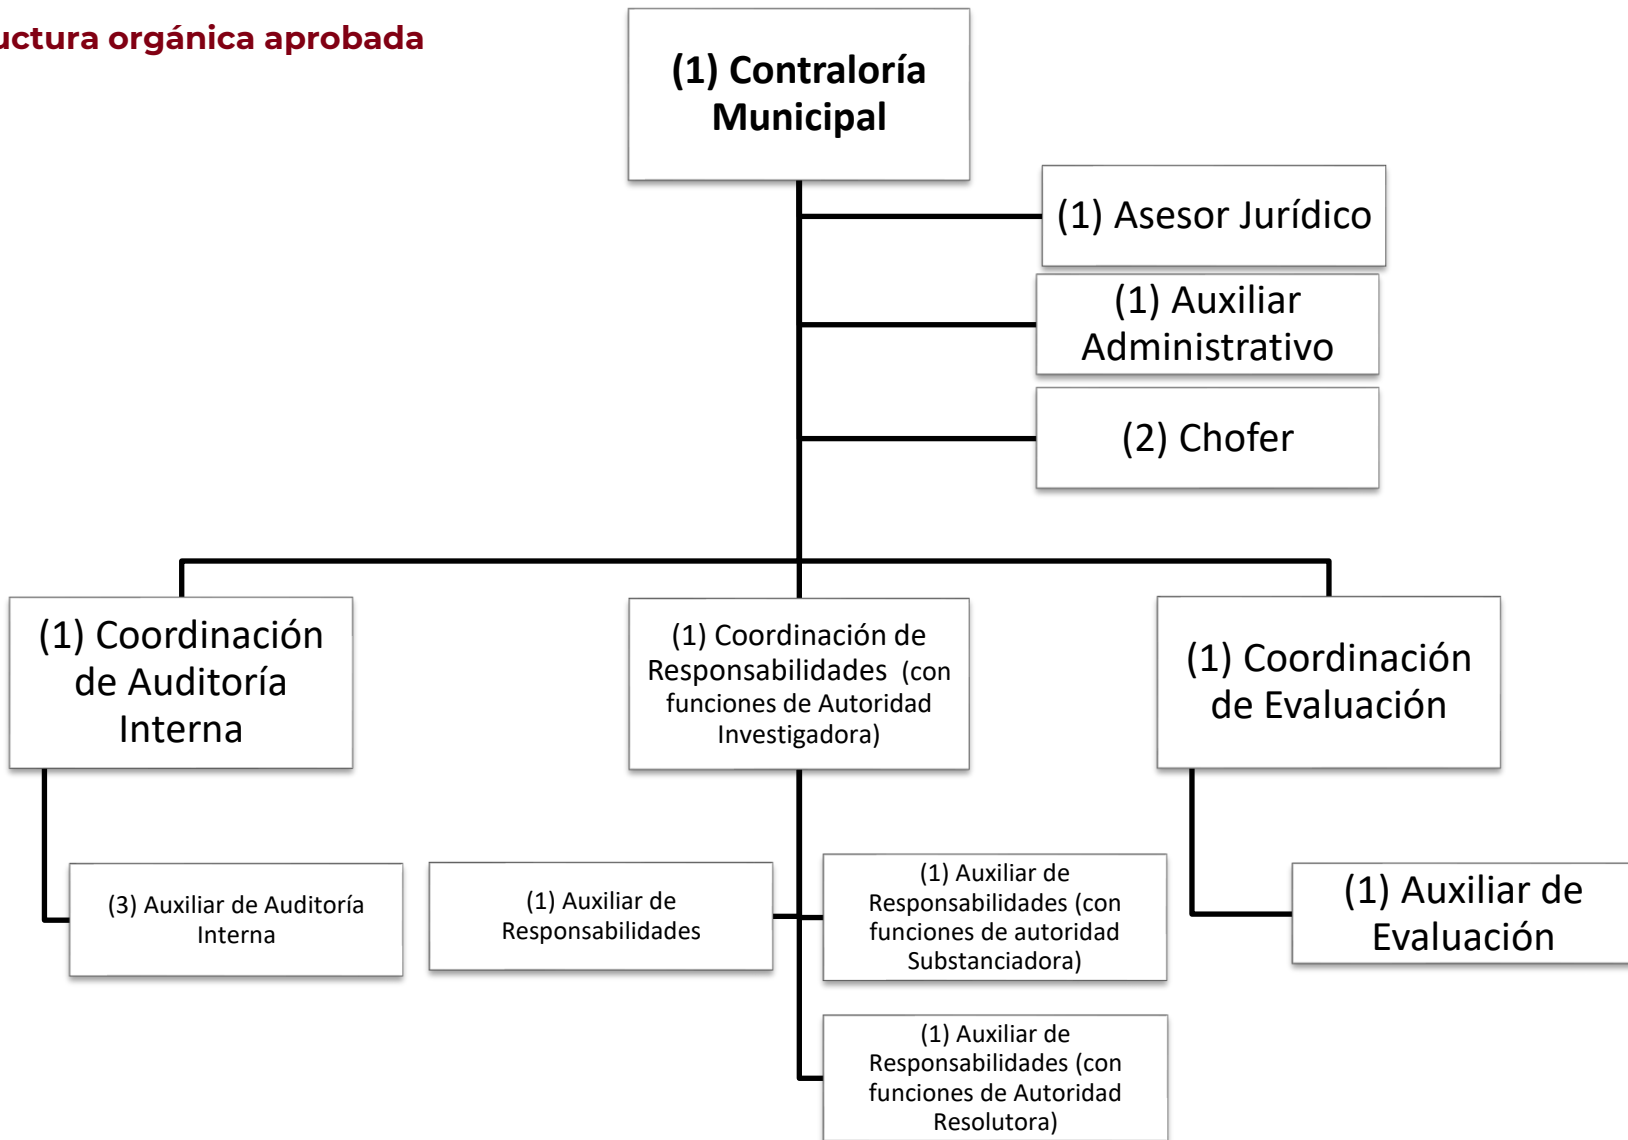 uctura orgánica aprobada
(1) Contraloría
Municipal
(1) Asesor Jurídico
(1) Auxiliar
Administrativo
(2) Chofer
(1) Coordinación
de Auditoría
Interna
(1) Coordinación de
Responsabilidades (con
funciones de Autoridad
Investigadora)
(1) Coordinación
de Evaluación
(3) Auxiliar de Auditoría
Interna
(1) Auxiliar de
Responsabilidades
(1) Auxiliar de
Responsabilidades (con
funciones de autoridad
Substanciadora)
(1) Auxiliar de
Evaluación
(1) Auxiliar de
Responsabilidades (con
funciones de Autoridad
Resolutora)